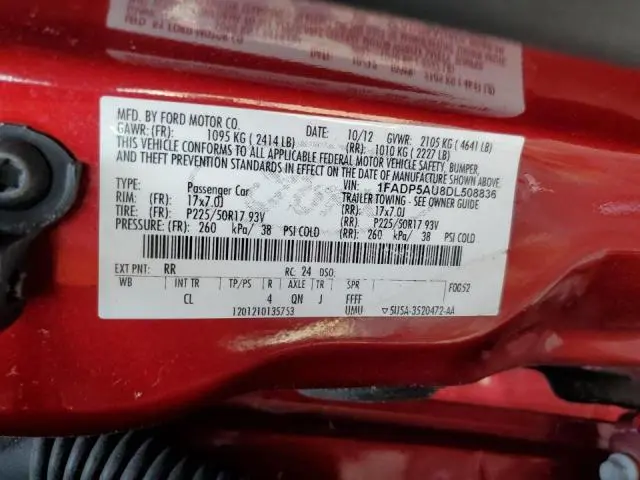 MFD. BY FORD MOTOR CO.
DATE: 10/12 GVWR: 2105 KG ( 4641 LB)
GAWR:(FR): 1095 KG ( 2414 LB) (RR): 1010 KG ( 2227 LB)
THIS VEHICLE CONFORMS TO ALL APPLICABLE FEDERAL MOTOR VEHICLE SAFETY, BUMPER,
AND THEFT PREVENTION STANDARDS IN EFFECT ON THE DATE OF MANUFACTURE SHOWN ABOVE.
VIN: 1FADP5AU8DL508836
Passenger Car TRAILER TOWING - SEE OWNER GUIDE
(FR): RIM: 17x7.0J (RR): 17x7.0J
TIRE: P225/50R17 93V P225/50R17 93V
PRESSURE: (FR): 260 kPa/ 38 PSI COLD (RR): 260 kPa/ 38 PSI COLD
EXT PNT: RR RC: 24 DSO:
WB INT TR TP/PS R AXLE TR SPR F0G52
CL 4 QN J FFFF
1201210135753 UMU ▽5U5A-3520472-AA